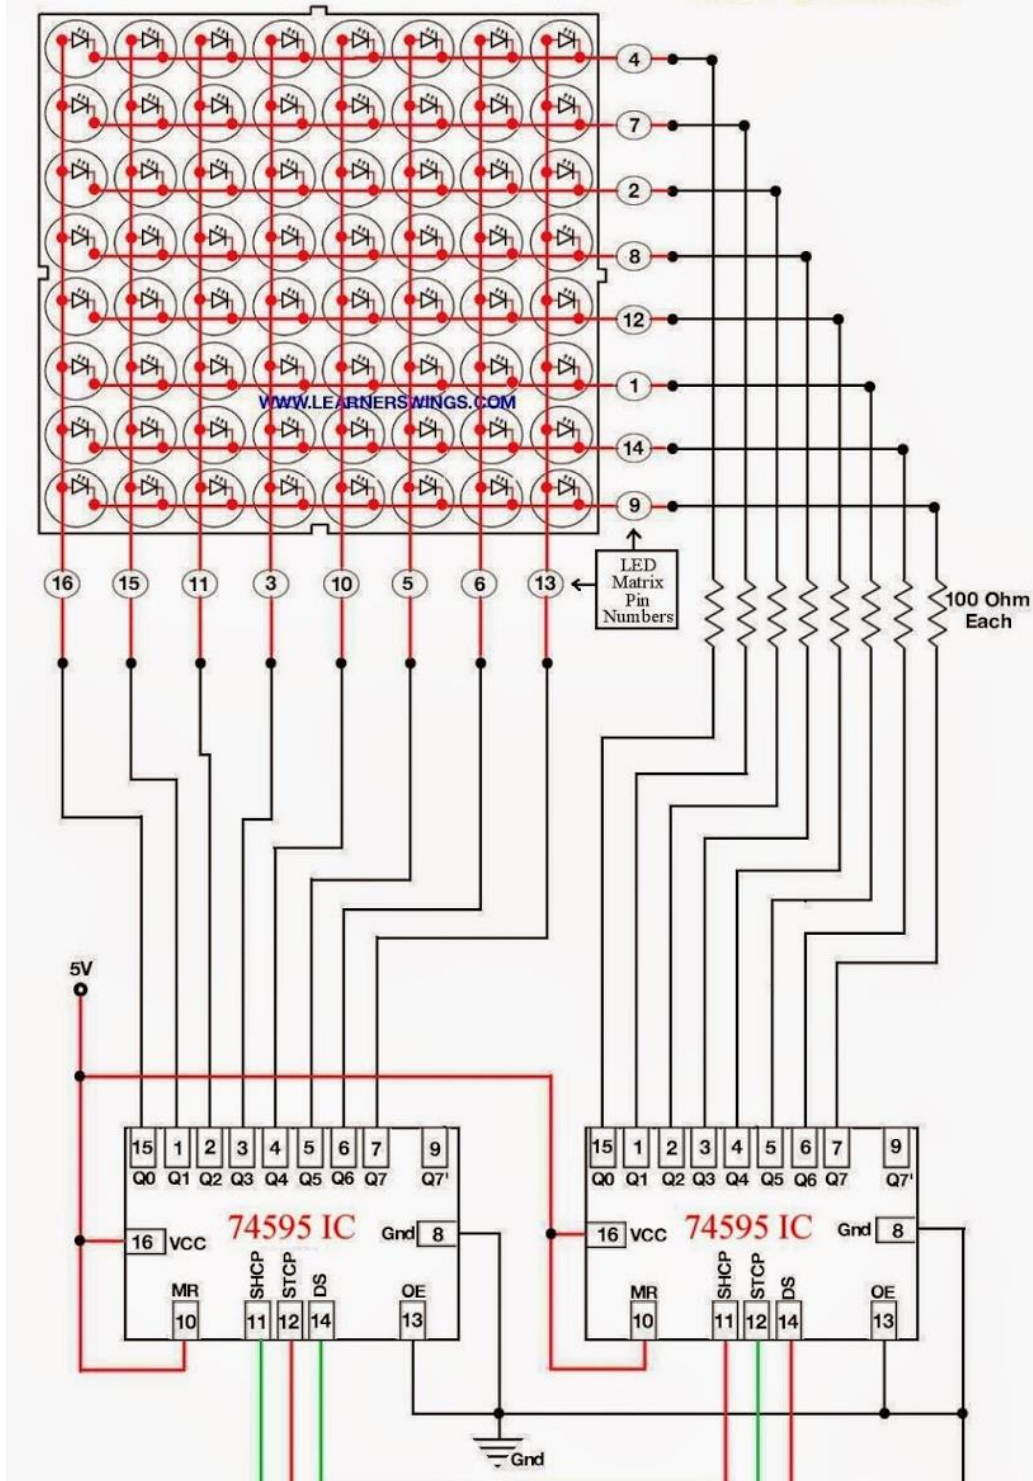 4
7
2
8
12
1
WWW.LEARNERSWINGS.COM
14
9
16 15 11 3 10 5 6 13
LED
Matrix
Pin
Numbers
100 Ohm
Each
5V
15 1 2 3 4 5 6 7 9
Q0 Q1 Q2 Q3 Q4 Q5 Q6 Q7 Q7'
74595 IC
Gnd 8
16 VCC
MR SHCP STCP DS OE
10 11 12 14 13
15 1 2 3 4 5 6 7 9
Q0 Q1 Q2 Q3 Q4 Q5 Q6 Q7 Q7'
74595 IC
Gnd 8
16 VCC
MR SHCP STCP DS OE
10 11 12 14 13
Gnd